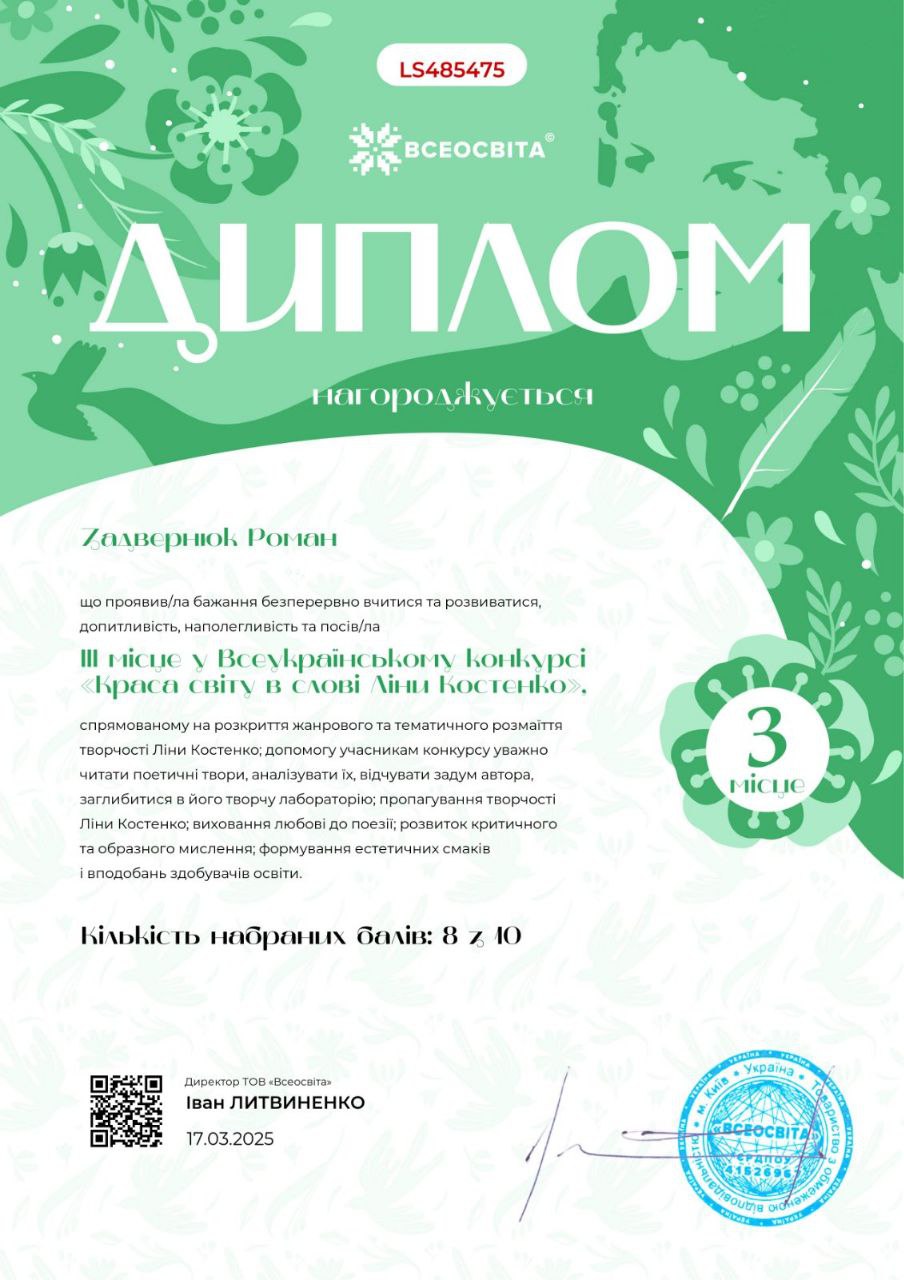 LS485475
ВСЕОСВІТА©
ДИПЛОМ
нагороджується
Задвернюк Роман
що проявив/ла бажання безперервно вчитися та розвиватися,
допитливість, наполегливість та посів/ла
III місце у Всеукраїнському конкурсі
«Краса світу в слові Ліни Костенко»,
спрямованому на розкриття жанрового та тематичного розмаїття
творчості Ліни Костенко; допомогу учасникам конкурсу уважно
читати поетичні твори, аналізувати їх, відчувати задум автора,
заглибитися в його творчу лабораторію; пропагування творчості
Ліни Костенко; виховання любові до поезії; розвиток критичного
та образного мислення; формування естетичних смаків
і вподобань здобувачів освіти.
3
місце
Кількість набраних балів: 8 з 10
Директор ТОВ «Всеосвіта»
Іван ЛИТВИНЕНКО
17.03.2025
Україна • Товариство з обмеженою відповідальністю • м. Київ •
«ВСЕОСВІТА»
ЄРДПОУ